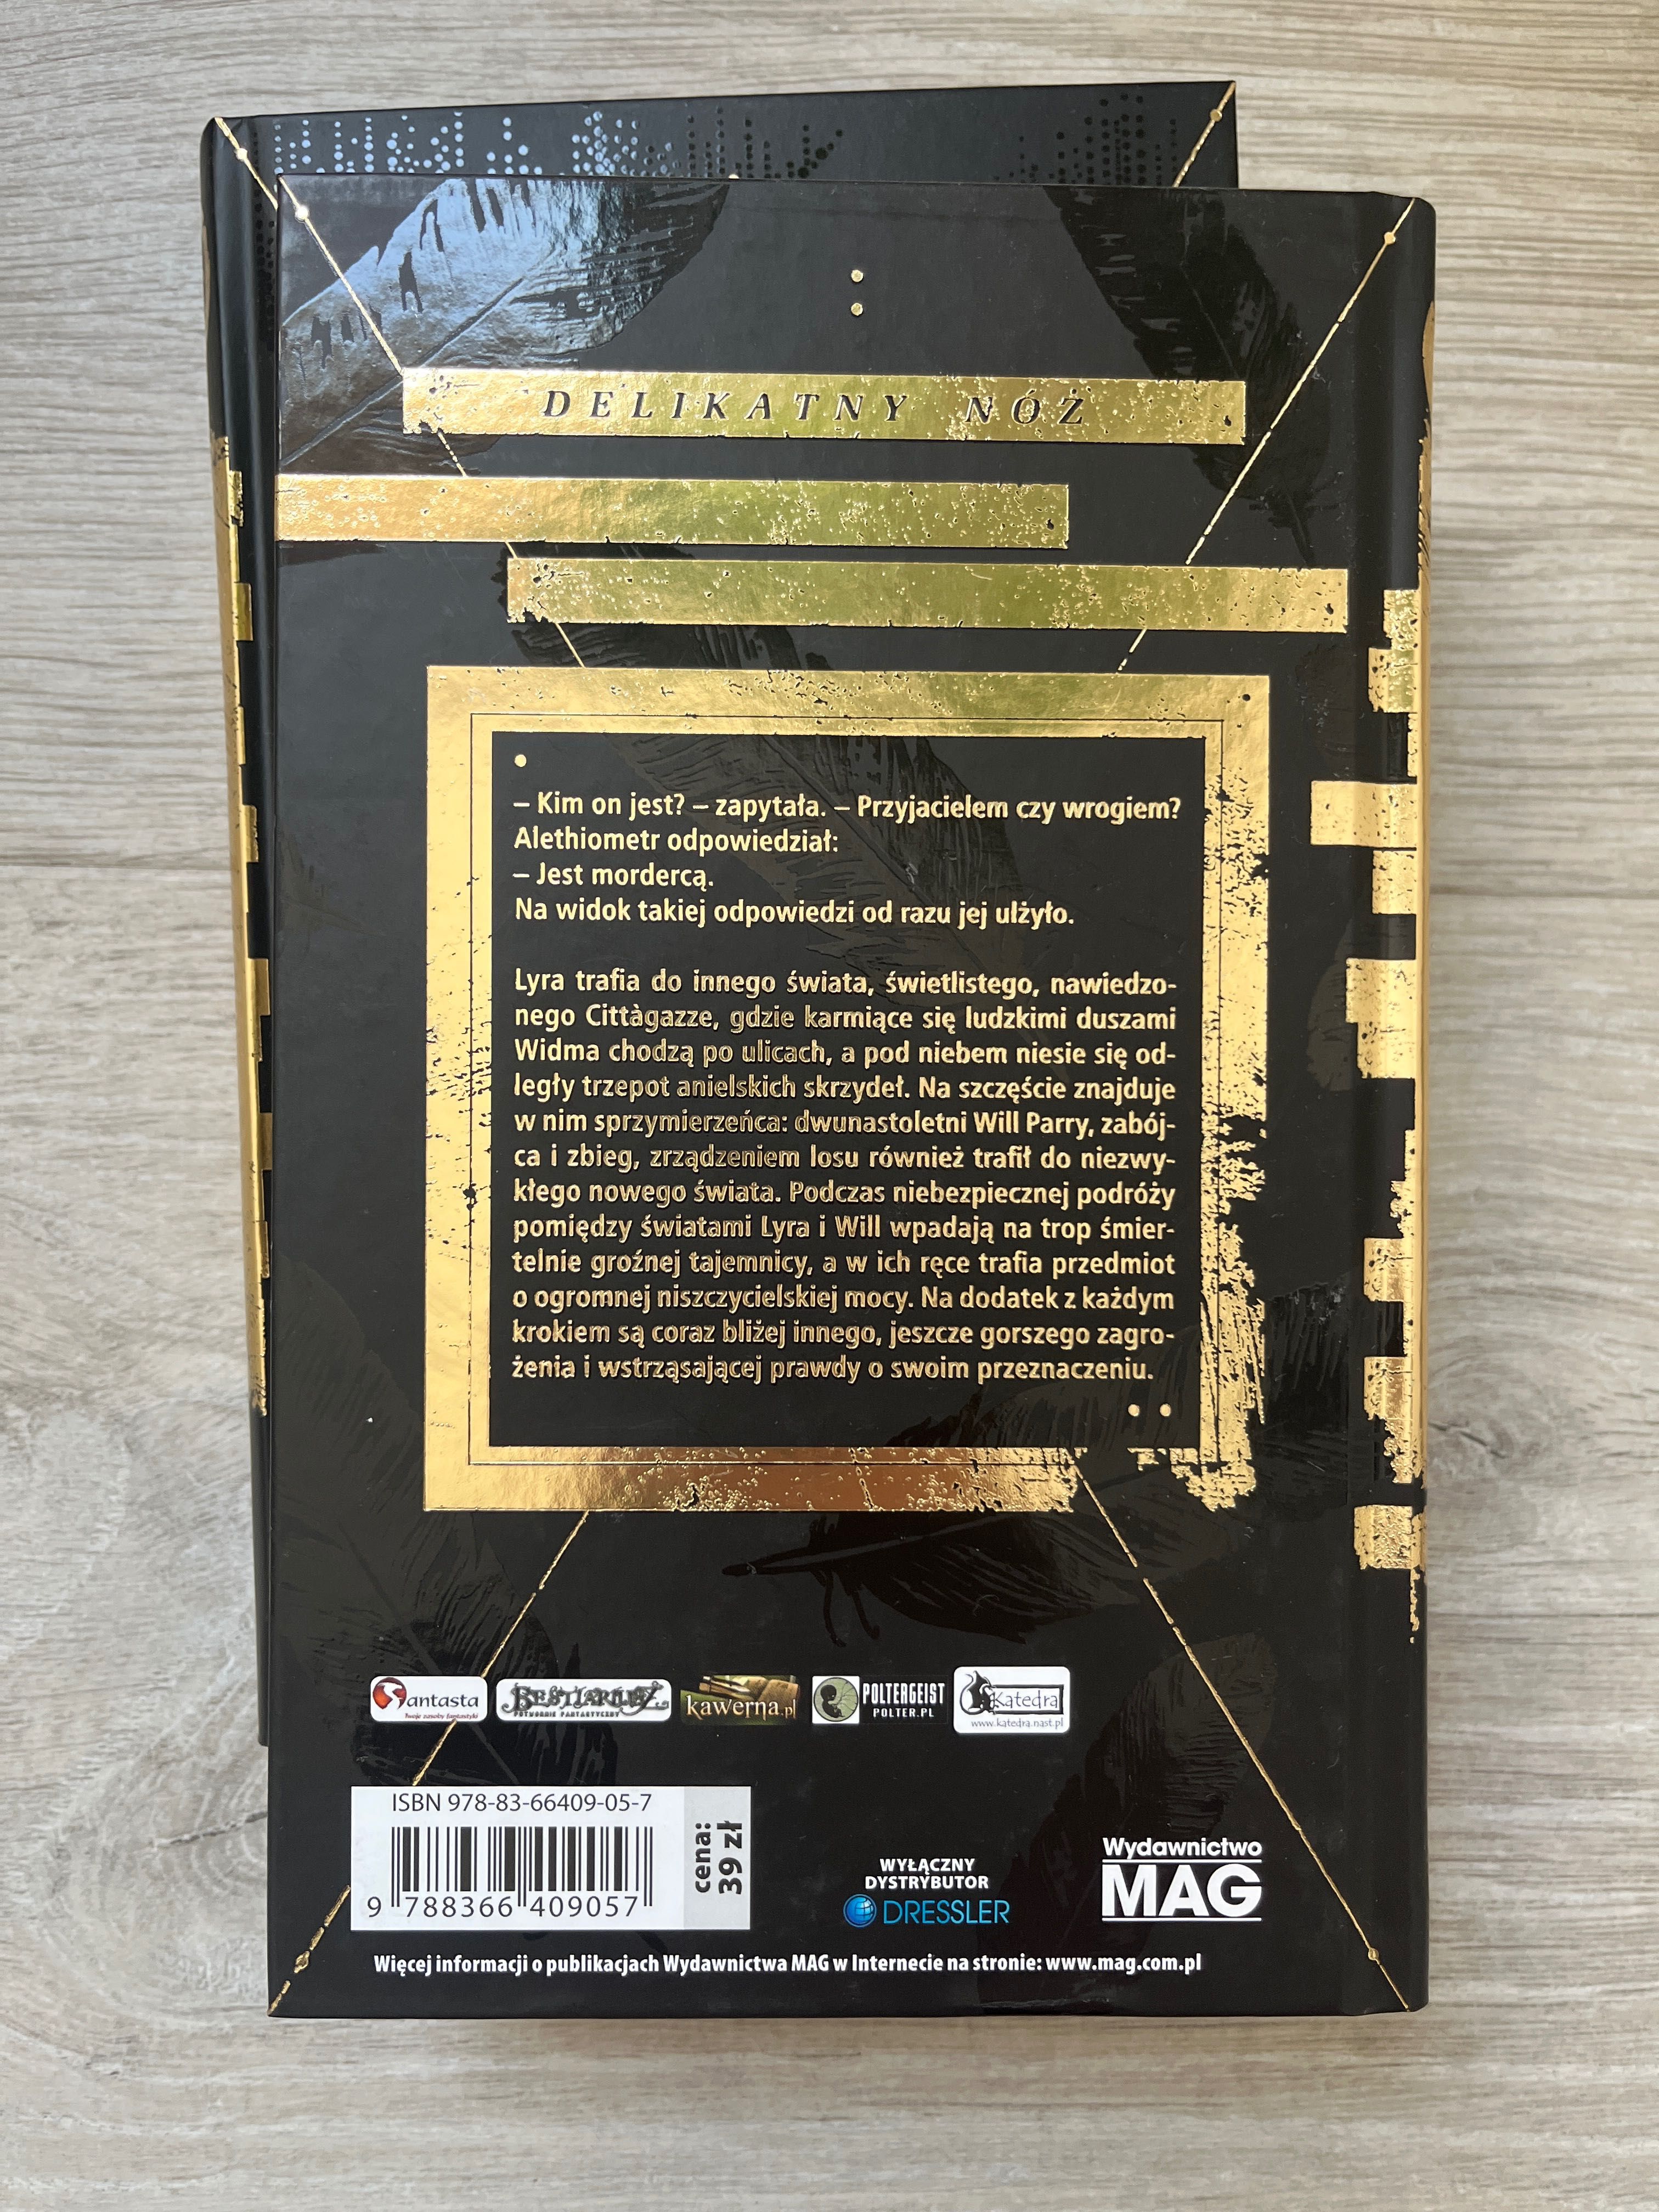 DELIKATNY NÓŻ
– Kim on jest? – zapytała. – Przyjacielem czy wrogiem?
Alethiometr odpowiedział:
– Jest mordercą.
Na widok takiej odpowiedzi od razu jej ulżyło.
Lyra trafia do innego świata, świetlistego, nawiedzo-
nego Cittàgazze, gdzie karmiące się ludzkimi duszami
Widma chodzą po ulicach, a pod niebem niesie się od-
legły trzepot anielskich skrzydeł. Na szczęście znajduje
w nim sprzymierzeńca: dwunastoletni Will Parry, zabój-
ca i zbieg, zrządzeniem losu również trafił do niezwy-
kłego nowego świata. Podczas niebezpiecznej podróży
pomiędzy światami Lyra i Will wpadają na trop śmier-
telnie groźnej tajemnicy, a w ich ręce trafia przedmiot
o ogromnej niszczycielskiej mocy. Na dodatek z każdym
krokiem są coraz bliżej innego, jeszcze gorszego zagro-
żenia i wstrząsającej prawdy o swoim przeznaczeniu.
Fantasta
Twoje zasoby fantastyki
BESTIARIUSZ
POTWORNIE FANTASTYCZNY
kawerna.pl
POLTERGEIST
POLTER.PL
Katedra
www.katedra.nast.pl
ISBN 978-83-66409-05-7
9 788366 409057
cena:
39 zł
WYŁĄCZNY
DYSTRYBUTOR
DRESSLER
Wydawnictwo
MAG
Więcej informacji o publikacjach Wydawnictwa MAG w Internecie na stronie: www.mag.com.pl